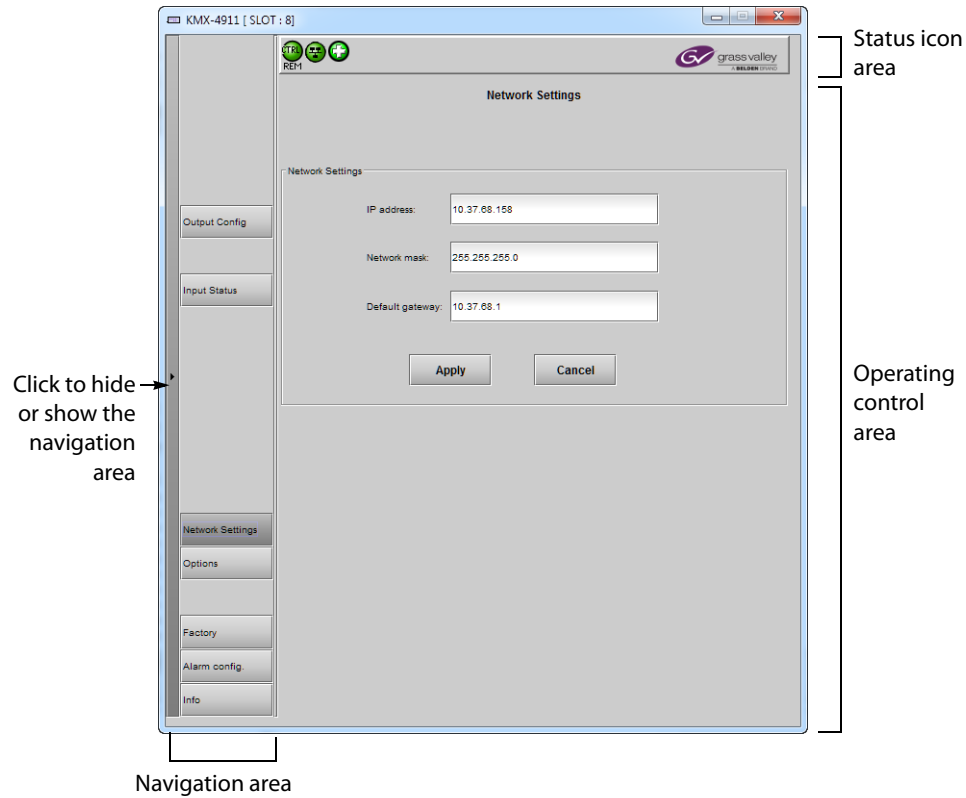 KMX-4911 [ SLOT : 8]
Status icon
area
CTRL
REM
GV
grass valley
A BELDEN BRAND
Network Settings
Network Settings
IP address:
10.37.68.158
Network mask:
255.255.255.0
Default gateway:
10.37.68.1
Apply
Cancel
Output Config
Input Status
Click to hide
or show the
navigation
area
Operating
control
area
Network Settings
Options
Factory
Alarm config.
Info
Navigation area